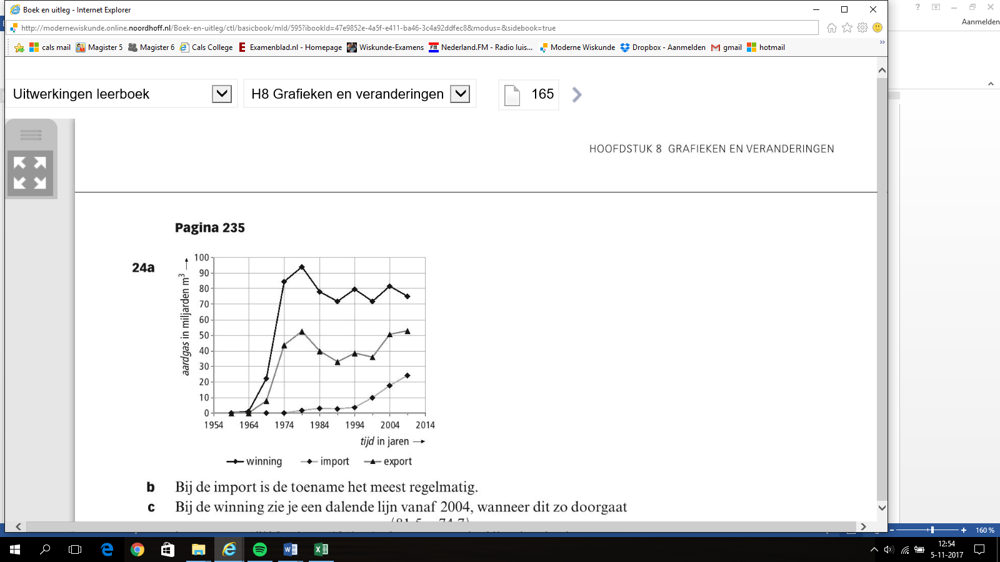 Boek en uitleg - Internet Explorer
Aanmelden
http://modernewiskunde.online.noordhoff.nl/Boek-en-uitleg/ctl/basicbook/mId/595?ibookId=47e9852e-4a5f-e411-ba46-3c4a92ddfec8&modus=&sidebook=true
cals mail Magister 5 Magister 6 Cals College Examenblad.nl - Homepage Wiskunde-Examens Nederland.FM - Radio luis... Moderne Wiskunde Dropbox - Aanmelden gmail hotmail
Uitwerkingen leerboek H8 Grafieken en veranderingen 165
HOOFDSTUK 8 GRAFIEKEN EN VERANDERINGEN
Pagina 235
24a
aardgas in miljarden m³
100
90
80
70
60
50
40
30
20
10
0
1954 1964 1974 1984 1994 2004 2014
tijd in jaren
winning import export
b Bij de import is de toename het meest regelmatig.
c Bij de winning zie je een dalende lijn vanaf 2004, wanneer dit zo doorgaat
160 %
12:54
5-11-2017